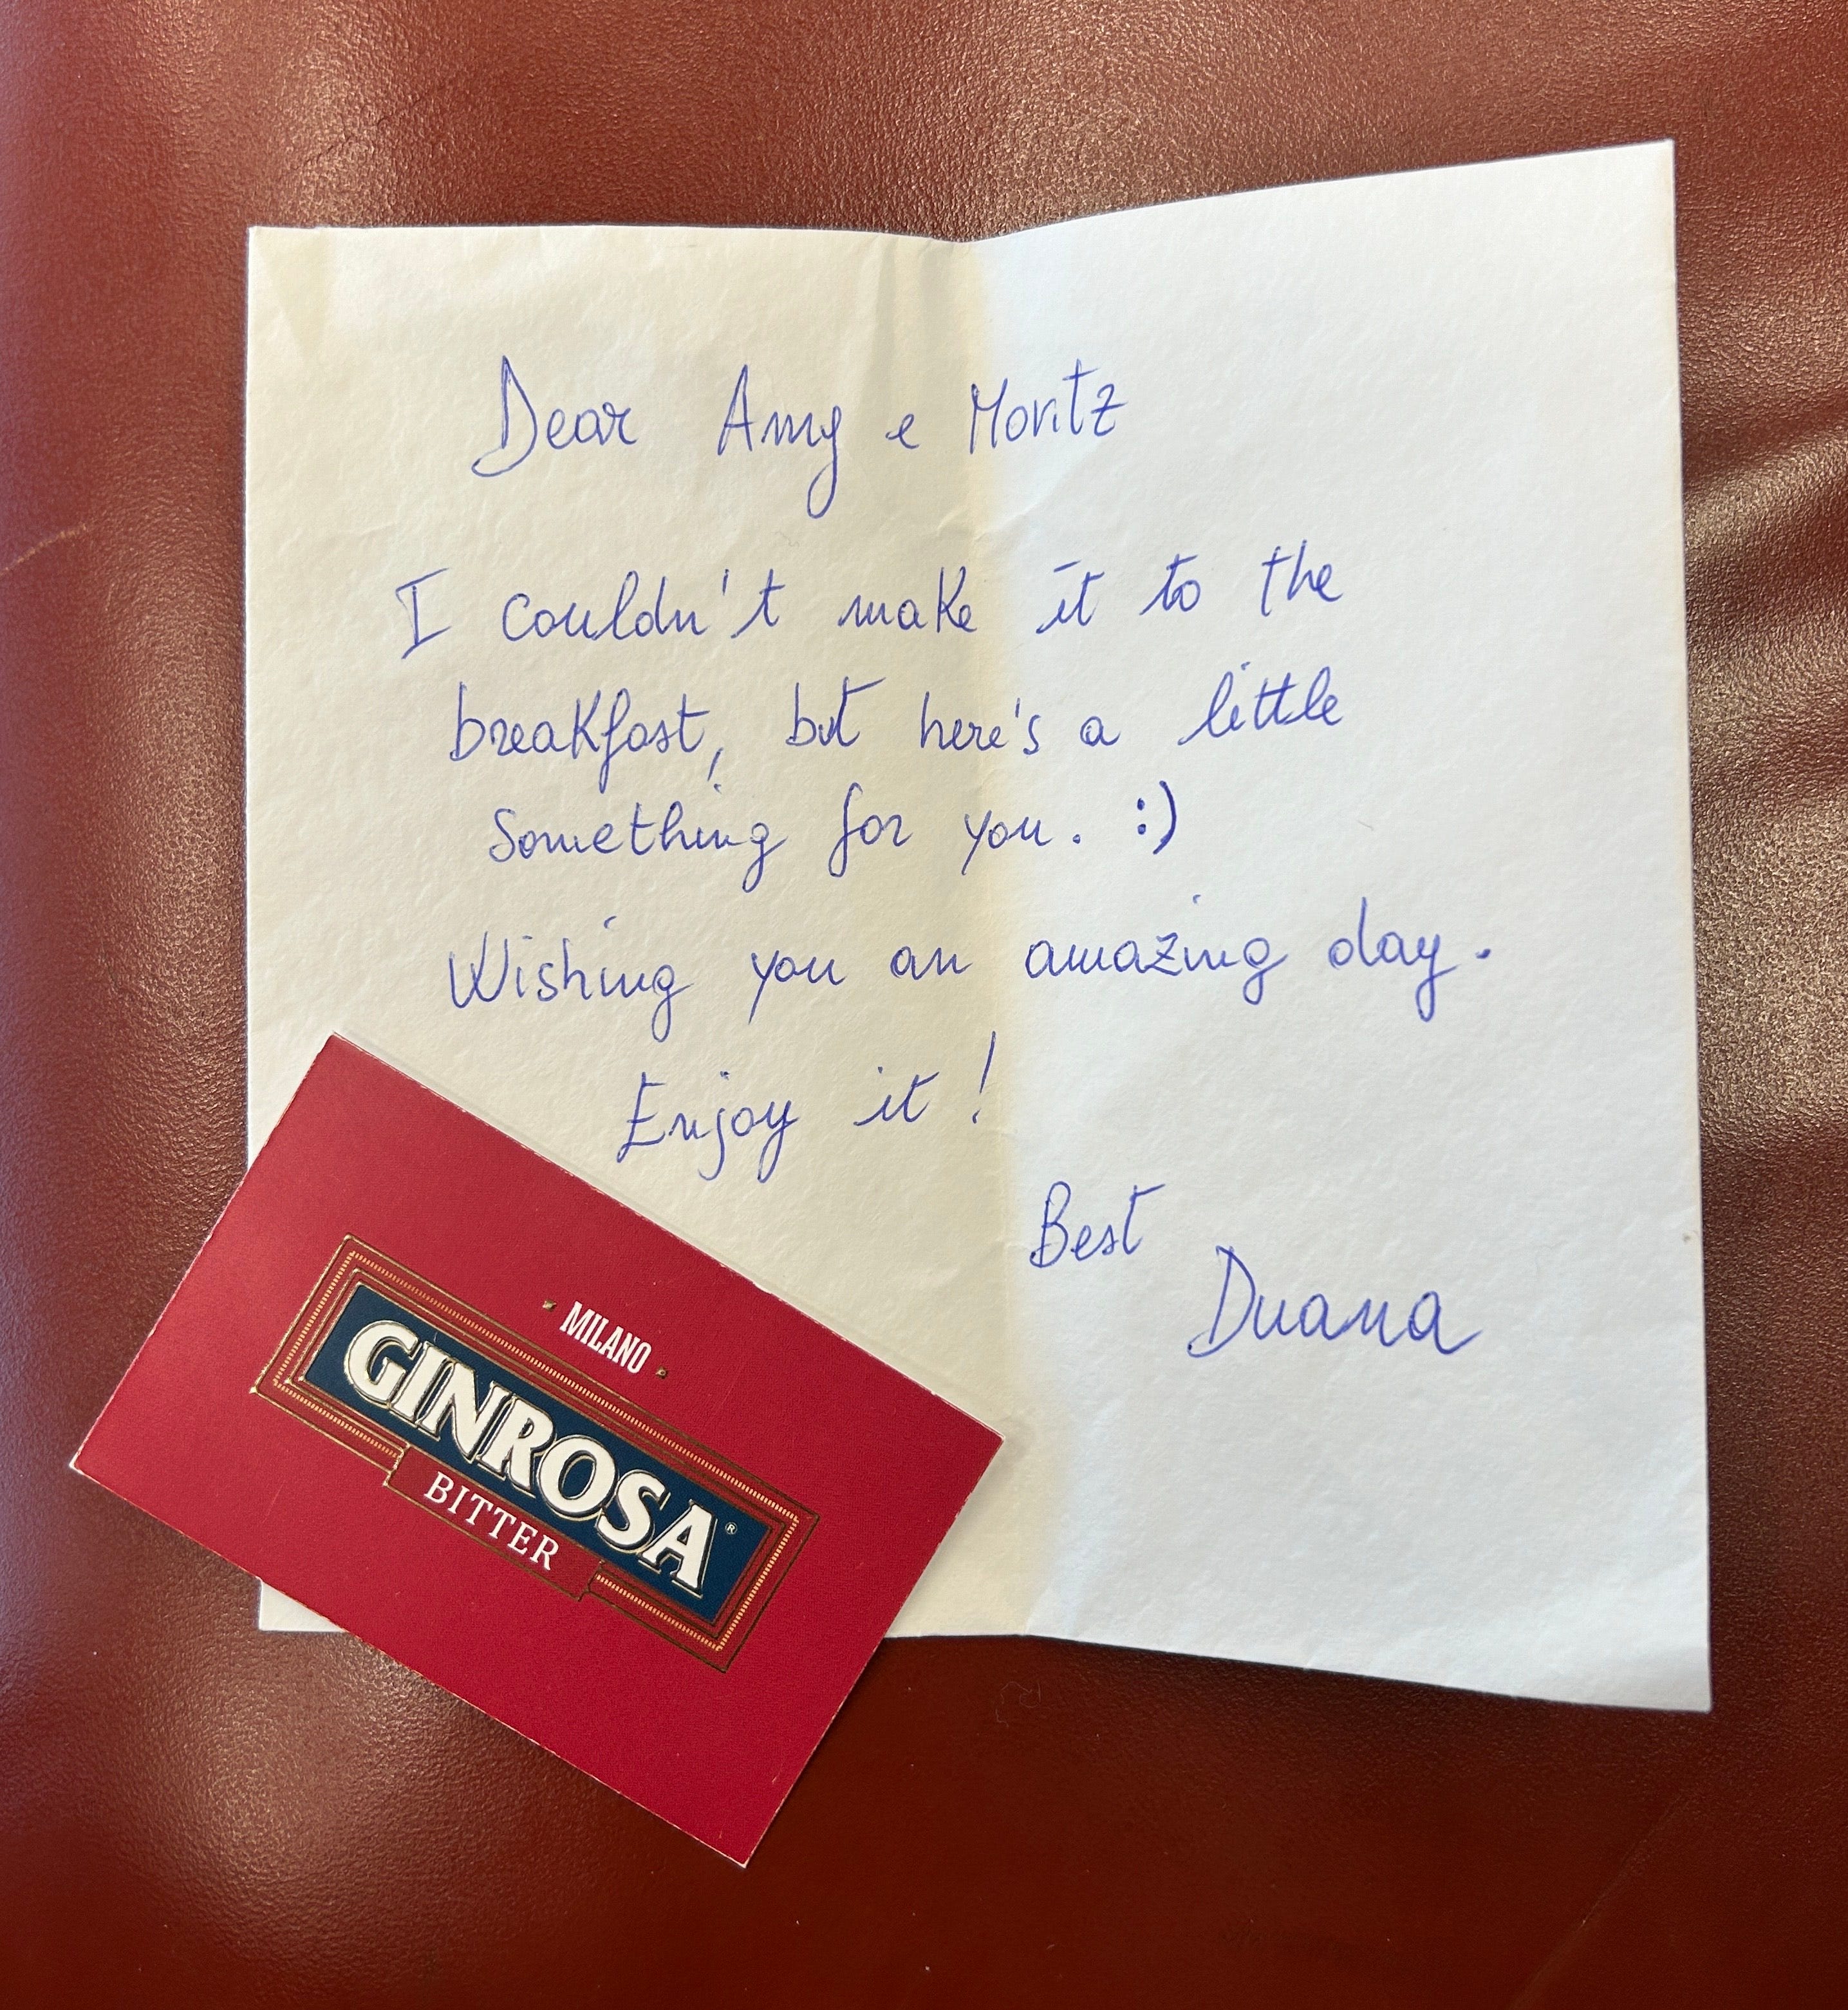 Dear Amy e Moritz
I couldn't make it to the
breakfast, but here's a little
Something for you. :)
Wishing you an amazing day.
Enjoy it!
Best
Duana
MILANO
GINROSA®
BITTER